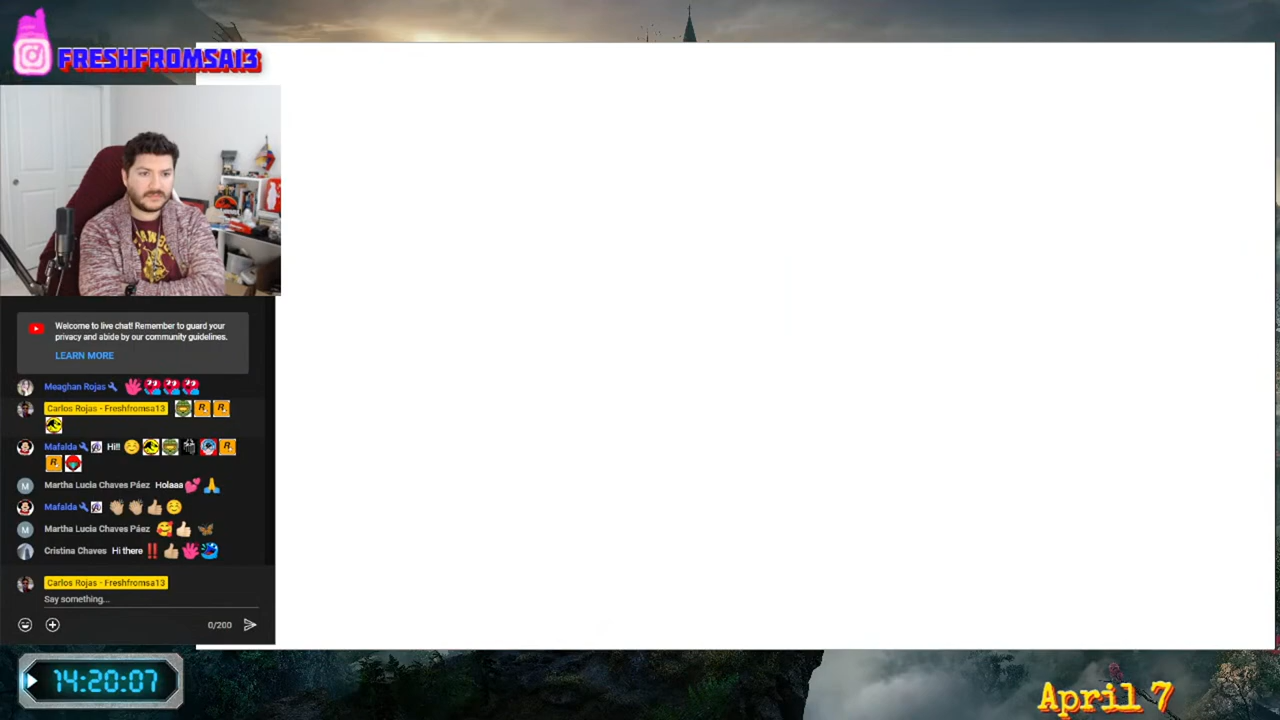 FRESHFROMSA13
Welcome to live chat! Remember to guard your
privacy and abide by our community guidelines.
LEARN MORE
Meaghan Rojas
Carlos Rojas - Freshfromsa13
Mafalda Hi!!
Martha Lucia Chaves Páez Holaaa
Mafalda
Martha Lucia Chaves Páez
Cristina Chaves Hi there
Carlos Rojas - Freshfromsa13
Say something...
0/200
14:20:07
April 7